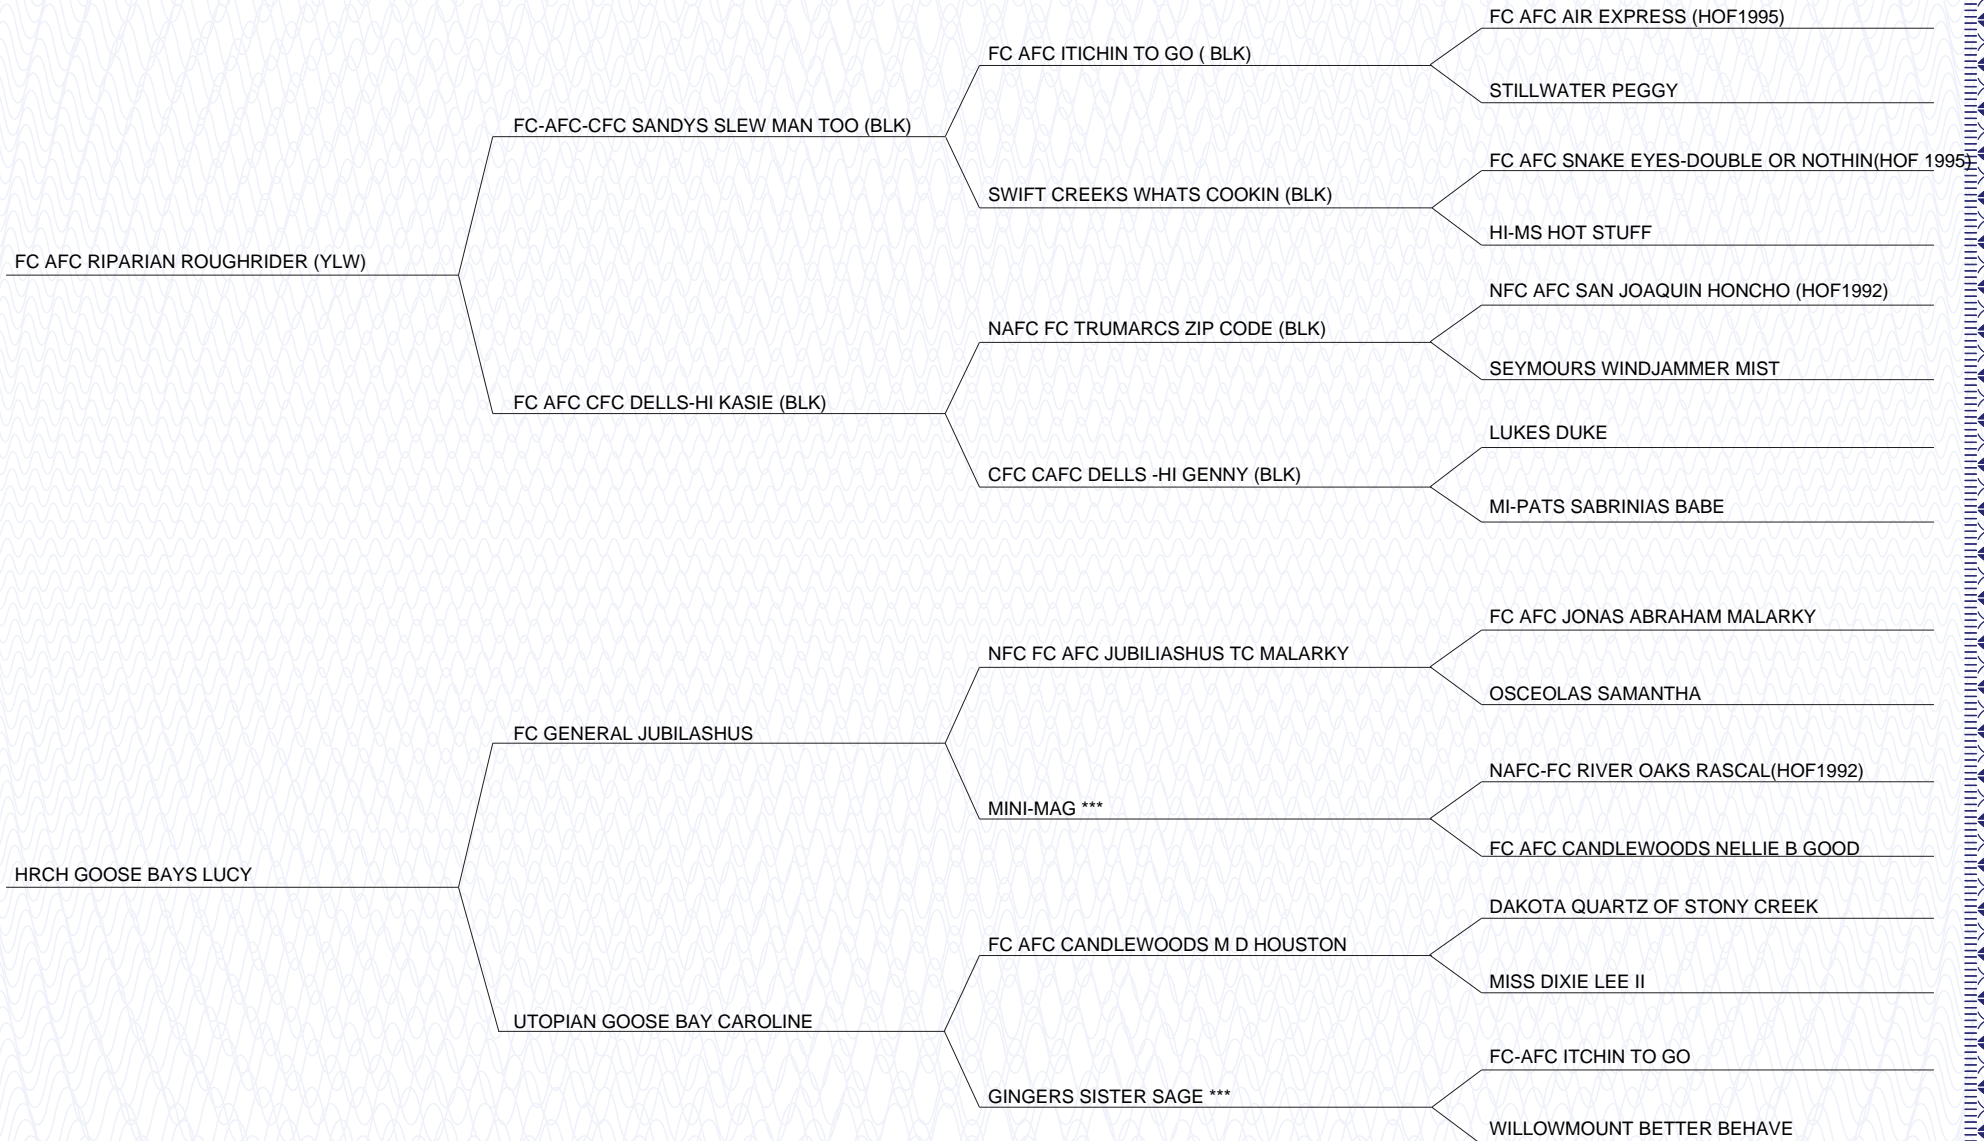 FC AFC AIR EXPRESS (HOF1995)
FC AFC ITICHIN TO GO ( BLK)
STILLWATER PEGGY
FC-AFC-CFC SANDYS SLEW MAN TOO (BLK)
FC AFC SNAKE EYES-DOUBLE OR NOTHIN(HOF 1995)
SWIFT CREEKS WHATS COOKIN (BLK)
HI-MS HOT STUFF
FC AFC RIPARIAN ROUGHRIDER (YLW)
NFC AFC SAN JOAQUIN HONCHO (HOF1992)
NAFC FC TRUMARCS ZIP CODE (BLK)
SEYMOURS WINDJAMMER MIST
FC AFC CFC DELLS-HI KASIE (BLK)
LUKES DUKE
CFC CAFC DELLS -HI GENNY (BLK)
MI-PATS SABRINIAS BABE
FC AFC JONAS ABRAHAM MALARKY
NFC FC AFC JUBILIASHUS TC MALARKY
OSCEOLAS SAMANTHA
FC GENERAL JUBILASHUS
NAFC-FC RIVER OAKS RASCAL(HOF1992)
MINI-MAG ***
FC AFC CANDLEWOODS NELLIE B GOOD
HRCH GOOSE BAYS LUCY
DAKOTA QUARTZ OF STONY CREEK
FC AFC CANDLEWOODS M D HOUSTON
MISS DIXIE LEE II
UTOPIAN GOOSE BAY CAROLINE
FC-AFC ITCHIN TO GO
GINGERS SISTER SAGE ***
WILLOWMOUNT BETTER BEHAVE